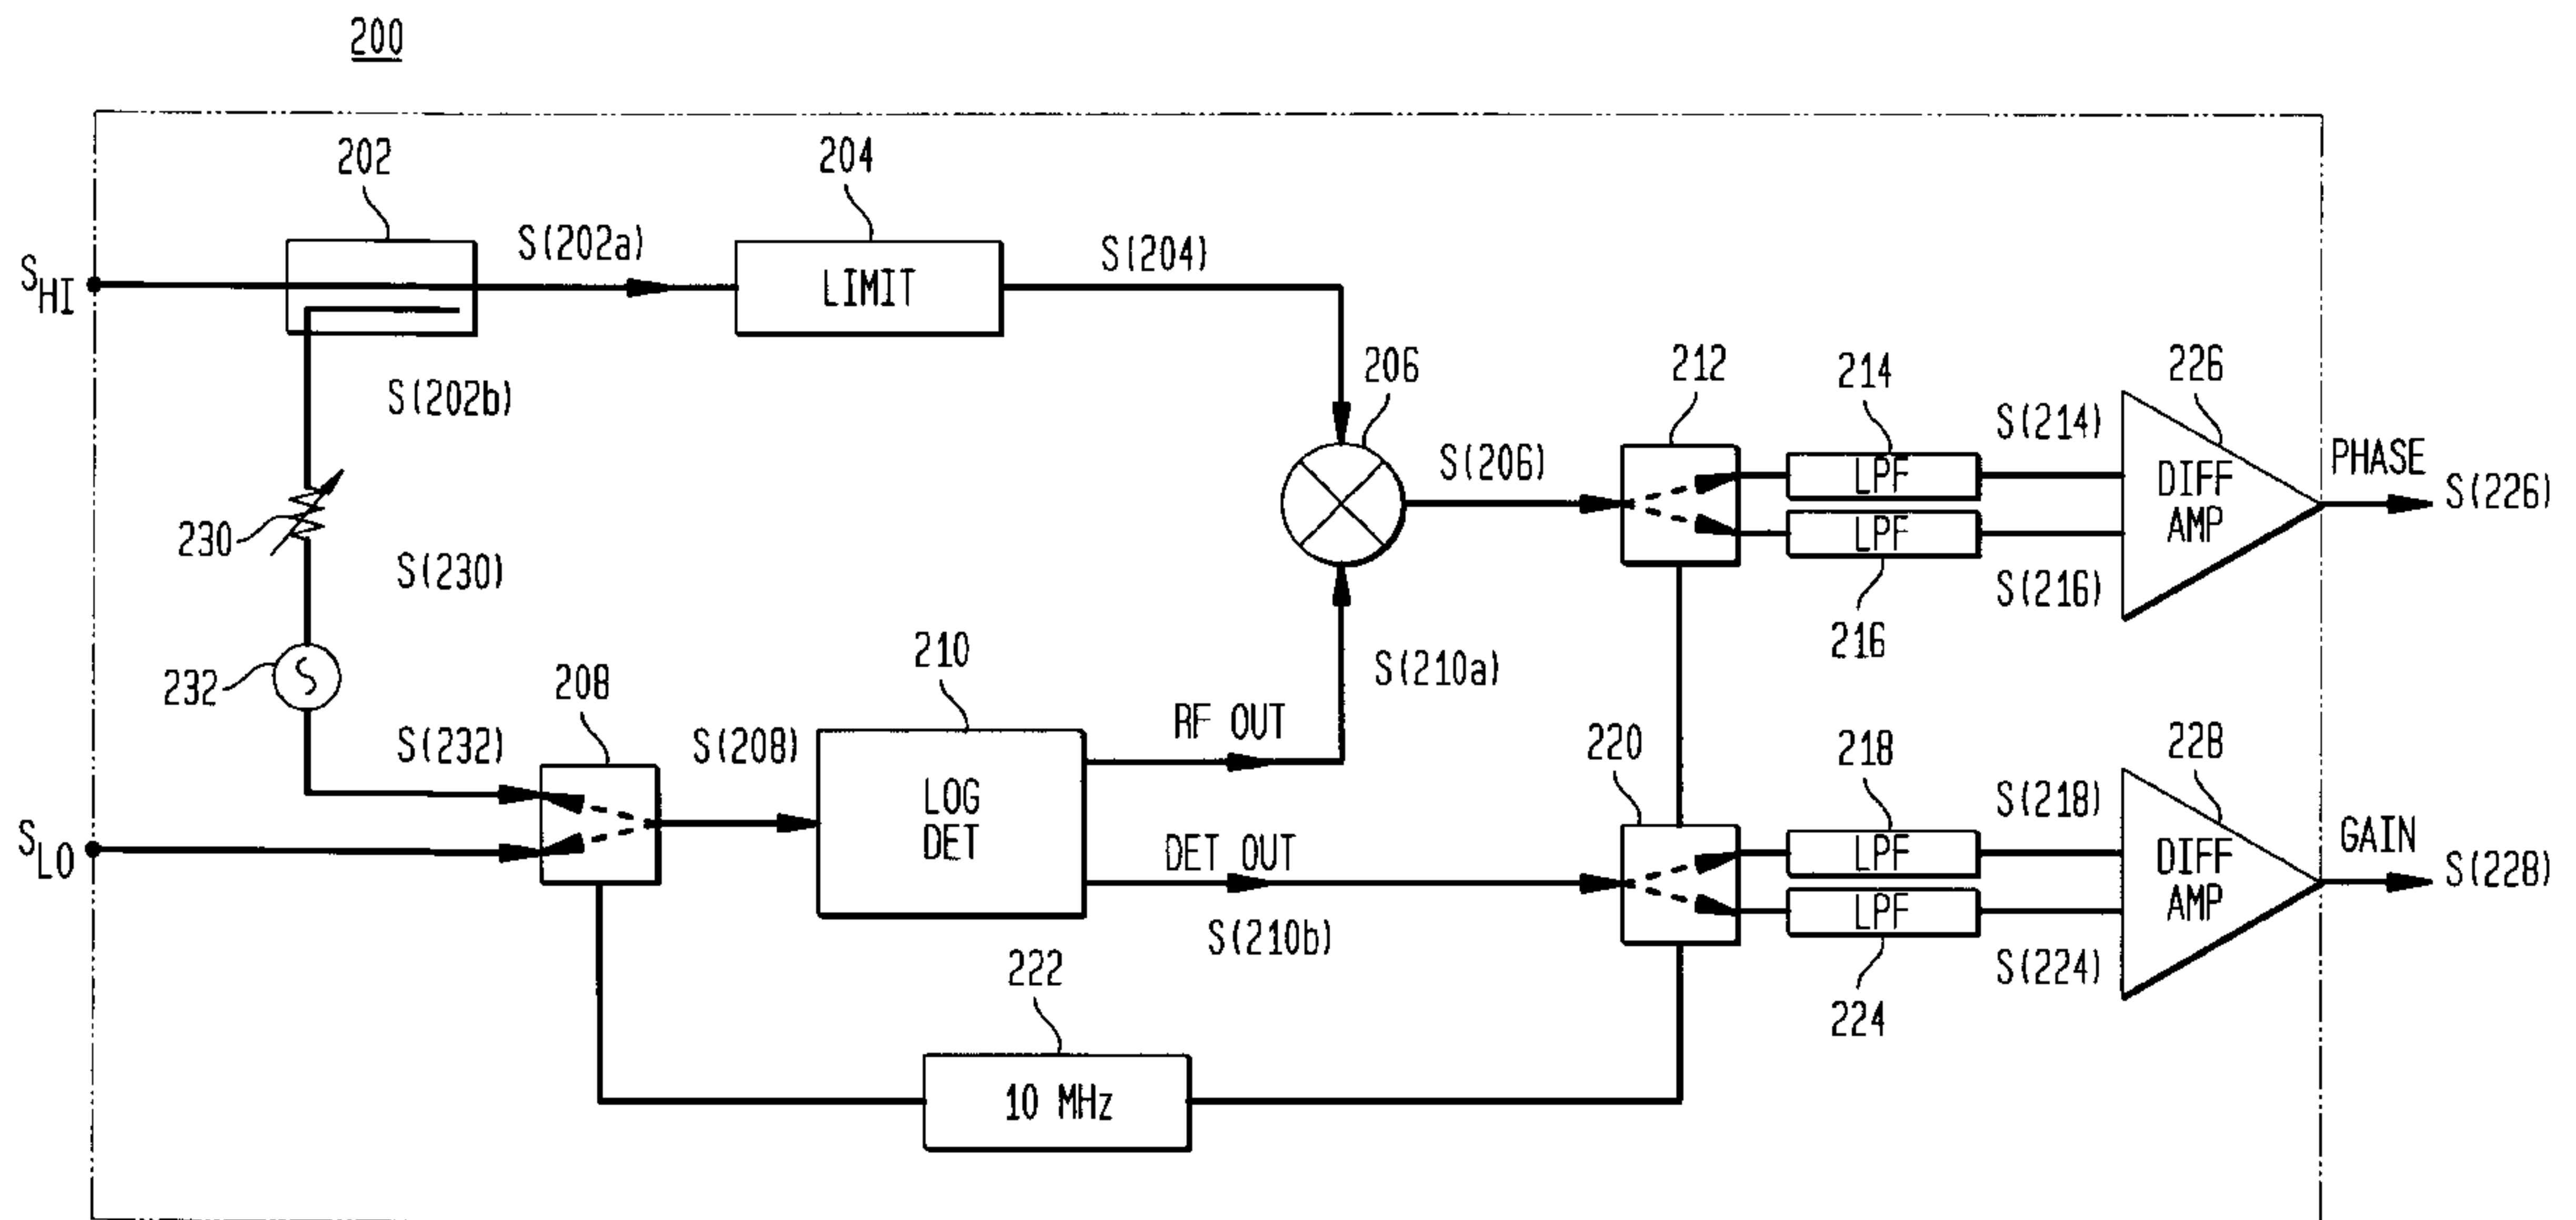 200
202
204
S(202a)
S(204)
SHI
LIMIT
S(202b)
206
212
214
226
S(206)
S(214)
LPF
DIFF
AMP
PHASE
S(226)
230
S(230)
LPF
S(216)
216
232
208
210
S(210a)
S(232)
S(208)
RF OUT
220
218
228
LOG
DET
S(218)
SLO
DET OUT
LPF
DIFF
AMP
GAIN
S(228)
LPF
S(210b)
222
S(224)
224
10 MHz